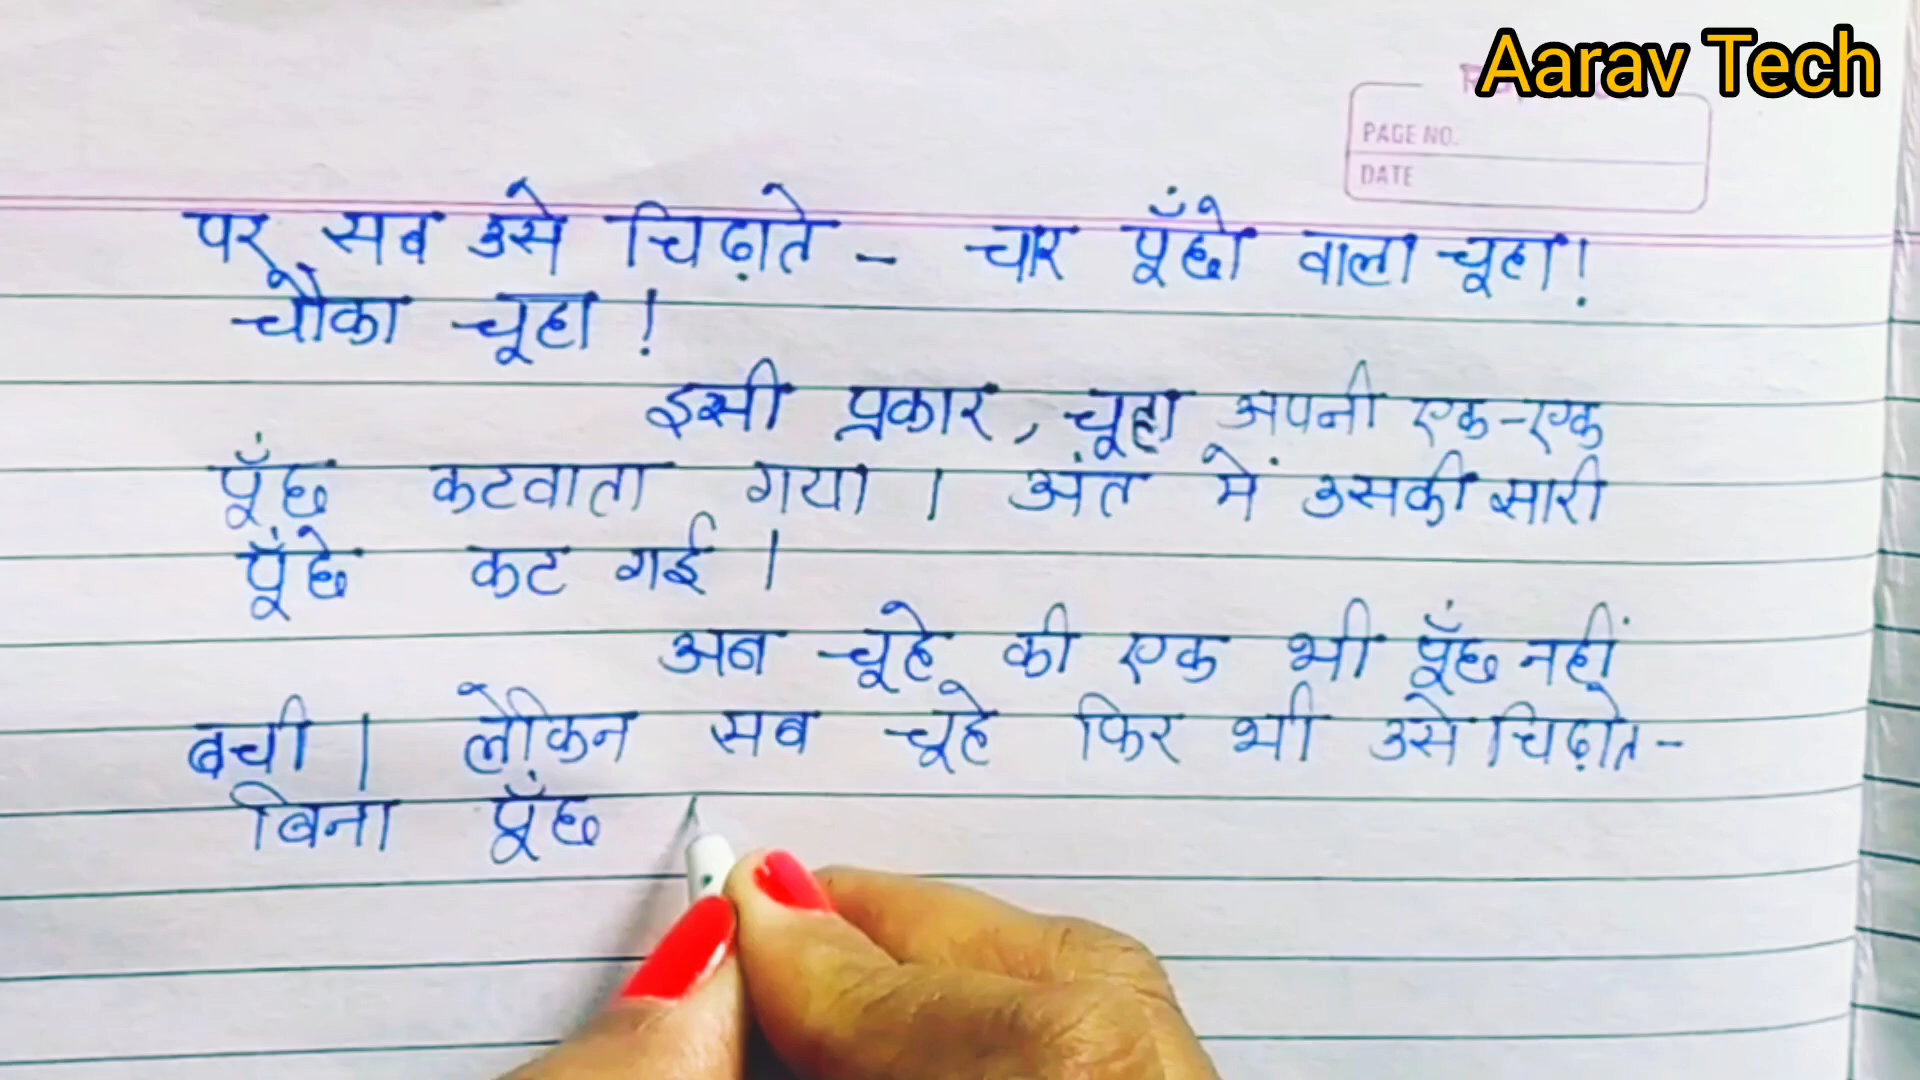 Aarav Tech
PAGE NO.
DATE
पर सब उसे चिढ़ाते - चार पूँछो वाला चूहा!
चौका चूहा !
इसी प्रकार, चूहा अपनी एक-एक
पूँछ कटवाता गया । अंत में उसकी सारी
पूँछे कट गई ।
अब चूहे की एक भी पूँछ नहीं
बची । लेकिन सब चूहे फिर भी उसे चिढ़ाते -
बिना पूँछ